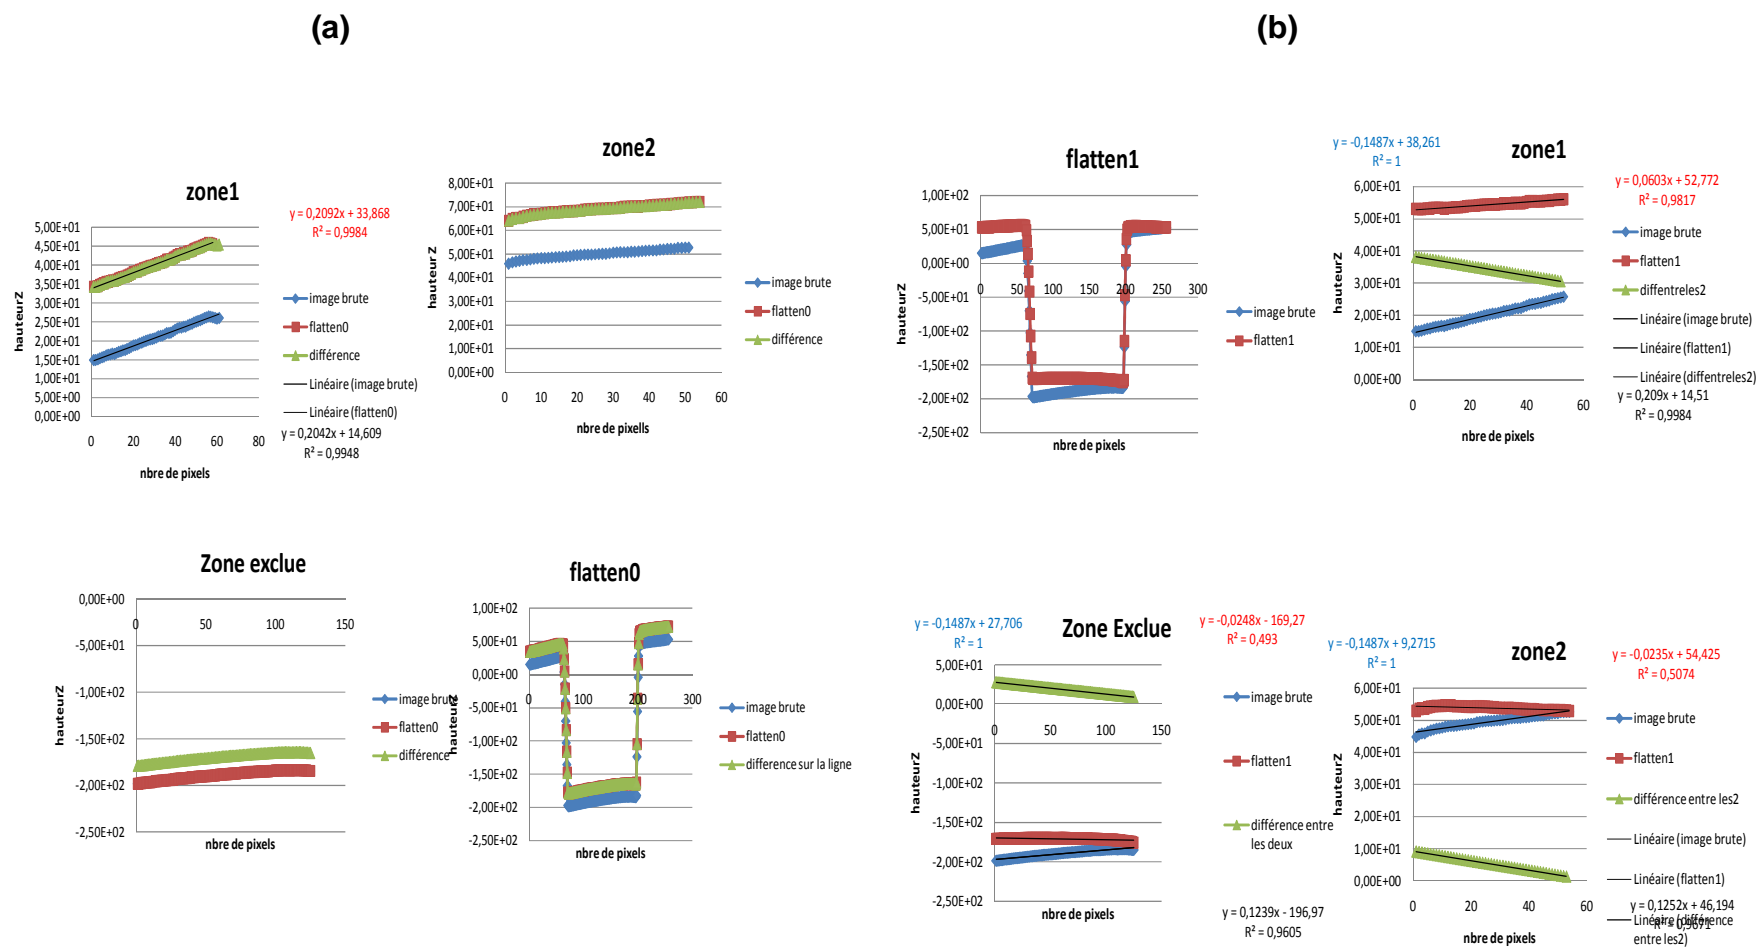 (a)
(b)
zone1
y = 0,2092x + 33,868
R² = 0,9984
5,00E+01
4,50E+01
4,00E+01
3,50E+01
3,00E+01
2,50E+01
2,00E+01
1,50E+01
1,00E+01
5,00E+00
0,00E+00
0 20 40 60 80
hauteurZ
nbre de pixels
image brute
flatten0
diférence
Linéaire (image brute)
Linéaire (flatten0)
y = 0,2042x + 14,609
R² = 0,9948
zone2
8,00E+01
7,00E+01
6,00E+01
5,00E+01
4,00E+01
3,00E+01
2,00E+01
1,00E+01
0,00E+00
0 10 20 30 40 50 60
hauteurZ
nbre de pixells
image brute
flatten0
diférence
flatten1
1,00E+02
5,00E+01
0,00E+00
-5,00E+01
-1,00E+02
-1,50E+02
-2,00E+02
-2,50E+02
0 50 100 150 200 250 300
hauteurZ
nbre de pixels
image brute
flatten1
y = -0,1487x + 38,261
R² = 1
zone1
y = 0,0603x + 52,772
R² = 0,9817
6,00E+01
5,00E+01
4,00E+01
3,00E+01
2,00E+01
1,00E+01
0,00E+00
0 20 40 60
hauteurZ
nbre de pixels
image brute
flatten1
diffentreles2
Linéaire (image brute)
Linéaire (flatten1)
Linéaire (diffentreles2)
y = 0,209x + 14,51
R² = 0,9984
Zone exclue
0,00E+00
-5,00E+01
-1,00E+02
-1,50E+02
-2,00E+02
-2,50E+02
0 50 100 150
hauteurZ
nbre de pixels
image brute
flatten0
différence
flatten0
1,00E+02
5,00E+01
0,00E+00
-5,00E+01
-1,00E+02
-1,50E+02
-2,00E+02
-2,50E+02
0 100 200 300
hauteurZ
nbre de pixels
image brute
flatten0
difference sur la ligne
y = -0,1487x + 27,706
R² = 1
Zone Exclue
y = -0,0248x - 169,27
R² = 0,493
5,00E+01
0,00E+00
-5,00E+01
-1,00E+02
-1,50E+02
-2,00E+02
-2,50E+02
0 50 100 150
hauteurZ
nbre de pixels
image brute
flatten1
différence entre
les deux
y = 0,1239x - 196,97
R² = 0,9605
y = -0,1487x + 9,2715
R² = 1
zone2
y = -0,0235x + 54,425
R² = 0,5074
6,00E+01
5,00E+01
4,00E+01
3,00E+01
2,00E+01
1,00E+01
0,00E+00
0 20 40 60
hauteurZ
nbre de pixels
image brute
flatten1
différence entre les2
Linéaire (image brute)
Linéaire (flatten1)
y = 0,1252x + 46,194
R² = 0,9671
Linéaire (différence
entre les2)